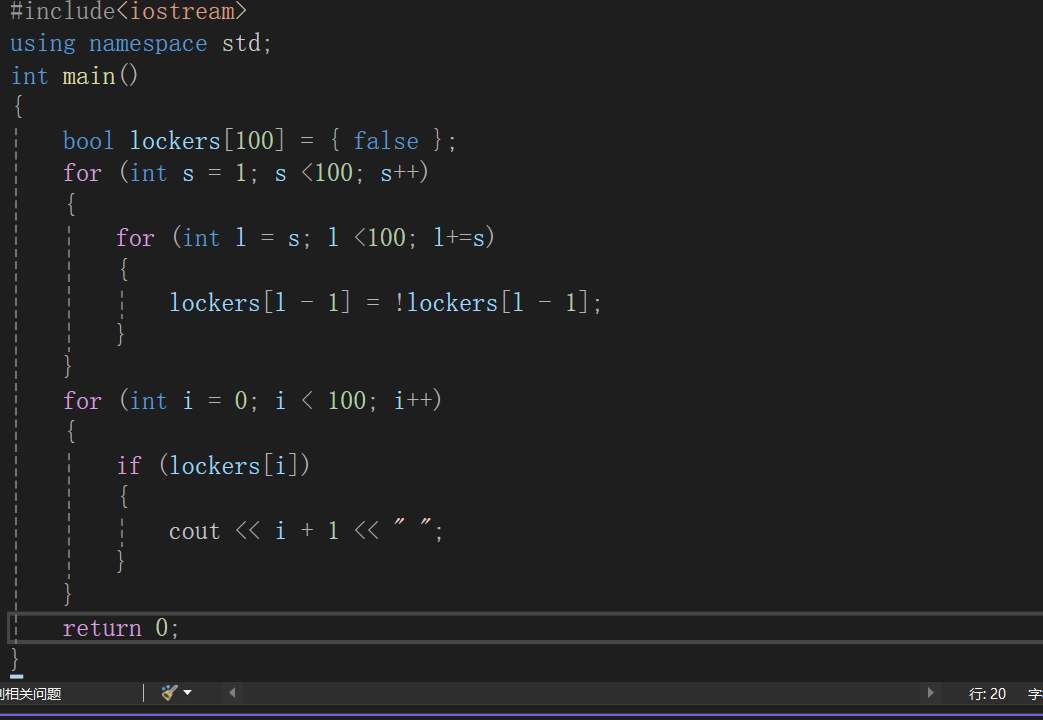 #include<iostream>
using namespace std;
int main()
{
    bool lockers[100] = { false };
    for (int s = 1; s <100; s++)
    {
        for (int l = s; l <100; l+=s)
        {
            lockers[l - 1] = !lockers[l - 1];
        }
    }
    for (int i = 0; i < 100; i++)
    {
        if (lockers[i])
        {
            cout << i + 1 << " ";
        }
    }
    return 0;
}
相关问题 行: 20 字